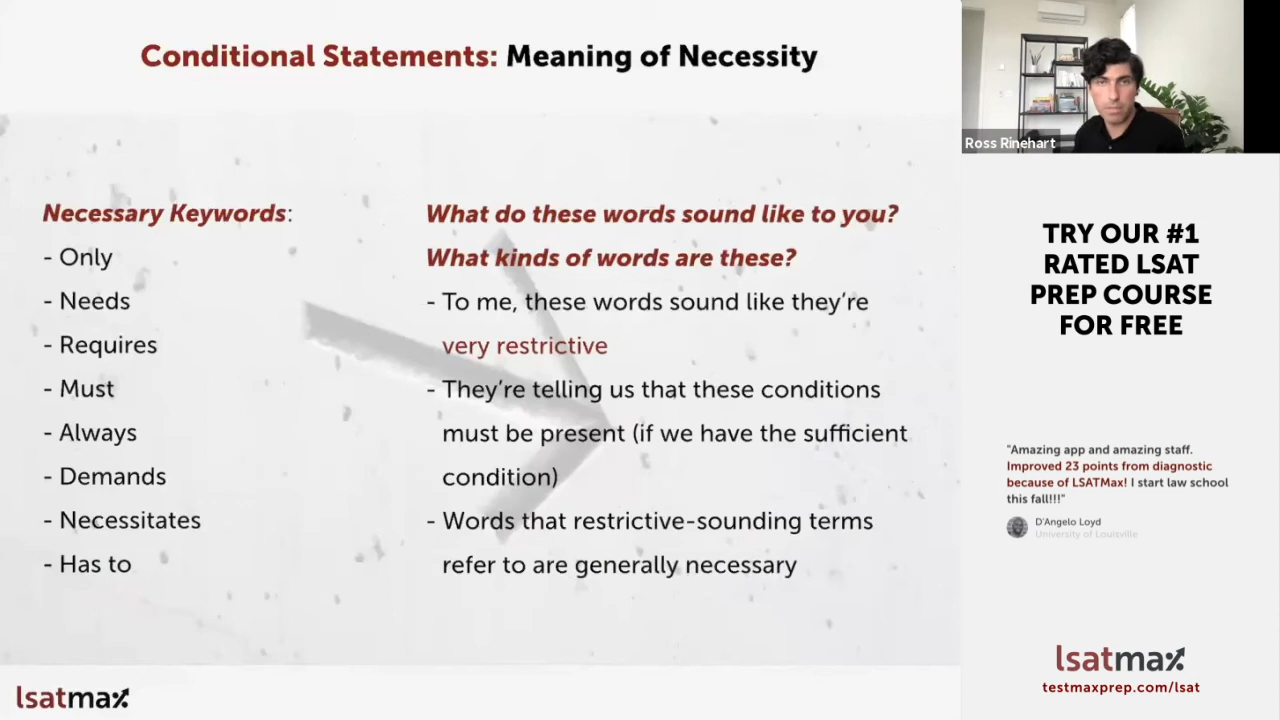 Conditional Statements: Meaning of Necessity
Necessary Keywords:
- Only
- Needs
- Requires
- Must
- Always
- Demands
- Necessitates
- Has to
What do these words sound like to you?
What kinds of words are these?
- To me, these words sound like they're
very restrictive
- They're telling us that these conditions
must be present (if we have the sufficient
condition)
- Words that restrictive-sounding terms
refer to are generally necessary
lsatmax
Ross Rinehart
TRY OUR #1
RATED LSAT
PREP COURSE
FOR FREE
"Amazing app and amazing staff.
Improved 23 points from diagnostic
because of LSATMax! I start law school
this fall!!!"
D'Angelo Loyd
University of Louisville
lsatmax
testmaxprep.com/lsat